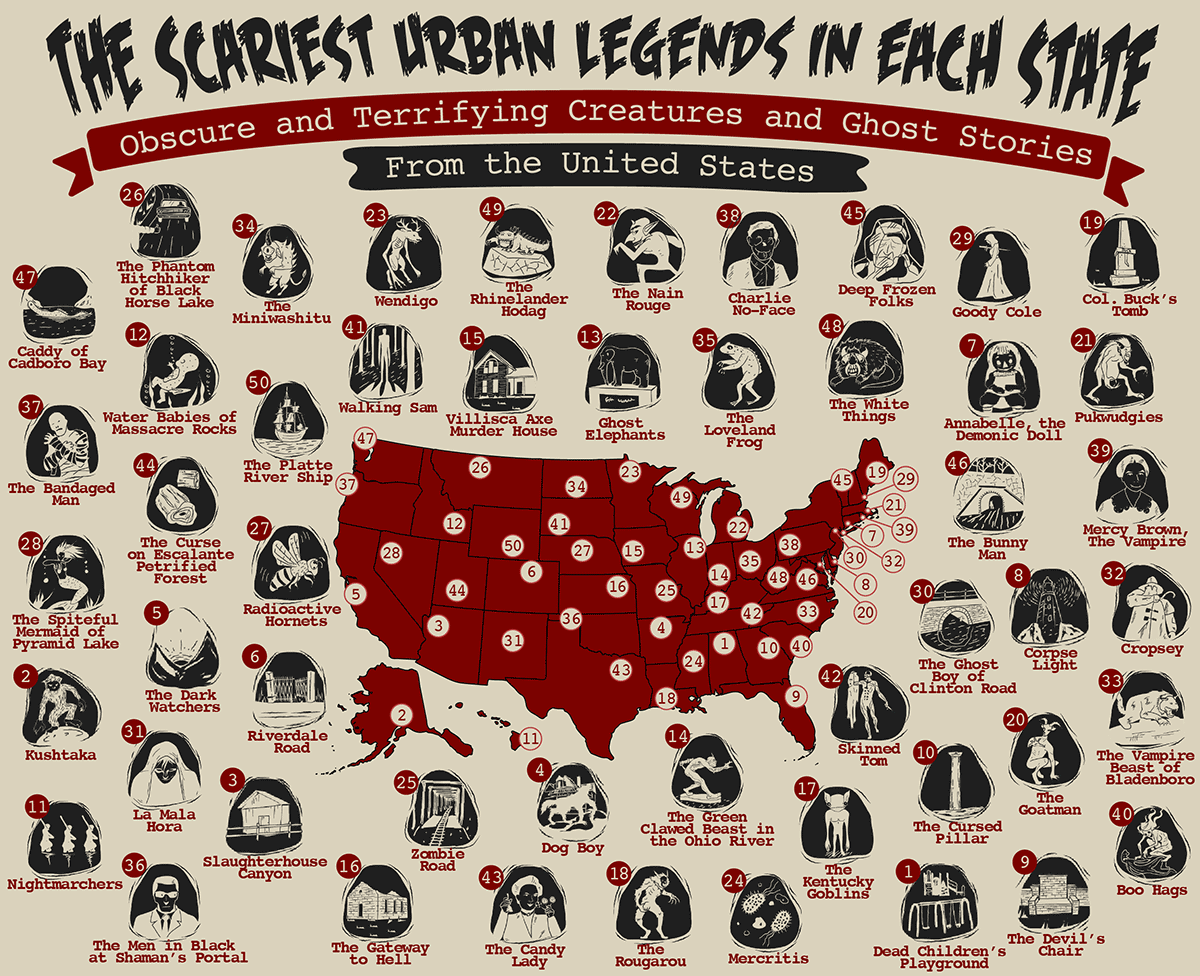 THE SCARIEST URBAN LEGENDS IN EACH STATE
Obscure and Terrifying Creatures and Ghost Stories
From the United States
26
The Phantom
Hitchhiker
of Black
Horse Lake
34
The
Miniwashitu
23
Wendigo
49
The
Rhinelander
Hodag
22
The Nain
Rouge
38
Charlie
No-Face
45
Deep Frozen
Folks
29
Goody Cole
19
Col. Buck's
Tomb
47
Caddy of
Cadboro Bay
12
Water Babies of
Massacre Rocks
41
Walking Sam
15
Villisca Axe
Murder House
13
Ghost
Elephants
35
The
Loveland
Frog
48
The White
Things
7
Annabelle, the
Demonic Doll
21
Pukwudgies
37
The Bandaged
Man
50
The Platte
River Ship
44
The Curse
on Escalante
Petrified
Forest
46
The Bunny
Man
39
Mercy Brown,
The Vampire
28
The Spiteful
Mermaid of
Pyramid Lake
27
Radioactive
Hornets
5
The Dark
Watchers
30
The Ghost
Boy of
Clinton Road
8
Corpse
Light
32
Cropsey
2
Kushtaka
6
Riverdale
Road
42
Skinned
Tom
33
The Vampire
Beast of
Bladenboro
31
La Mala
Hora
20
The
Goatman
3
Slaughterhouse
Canyon
25
Zombie
Road
4
Dog Boy
14
The Green
Clawed Beast in
the Ohio River
17
The
Kentucky
Goblins
10
The Cursed
Pillar
11
Nightmarchers
40
Boo Hags
36
The Men in Black
at Shaman's Portal
16
The Gateway
to Hell
43
The Candy
Lady
18
The
Rougarou
24
Mercritis
1
Dead Children's
Playground
9
The Devil's
Chair
47
37
26
34
23
49
22
45
19
29
21
39
7
32
30
8
20
12
41
50
27
15
13
35
38
28
6
14
48
46
5
44
16
25
17
42
33
3
31
36
4
1
10
40
43
24
18
9
2
11